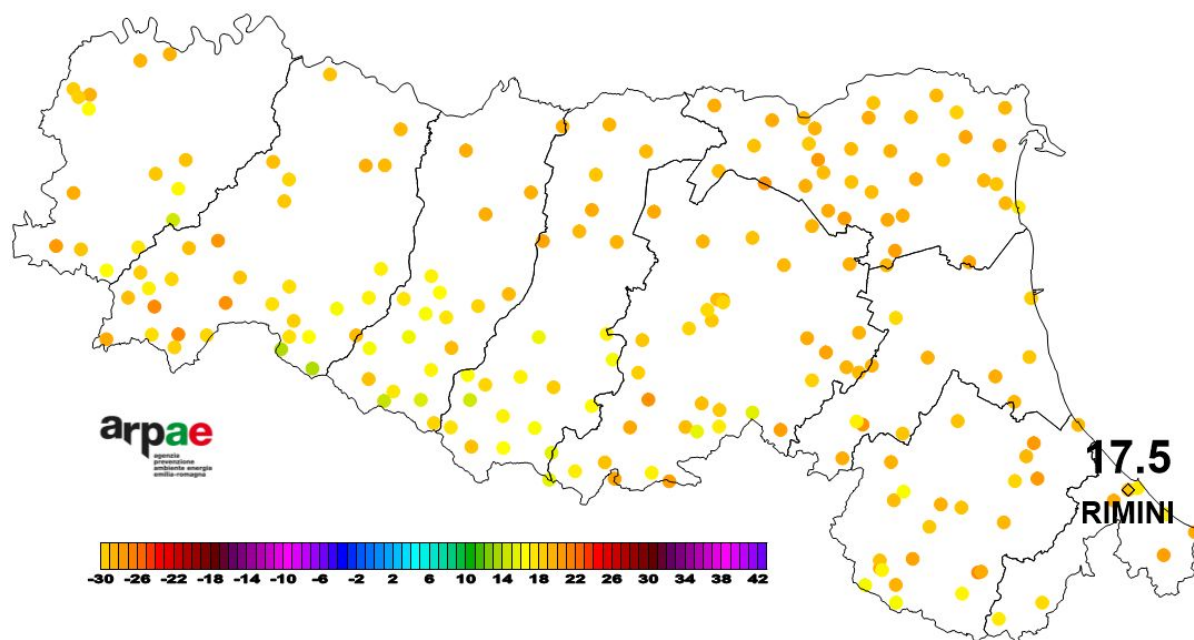 arpae
agenzia
prevenzione
ambiente energia
emilia-romagna
17.5
RIMINI
-30 -26 -22 -18 -14 -10 -6 -2 2 6 10 14 18 22 26 30 34 38 42